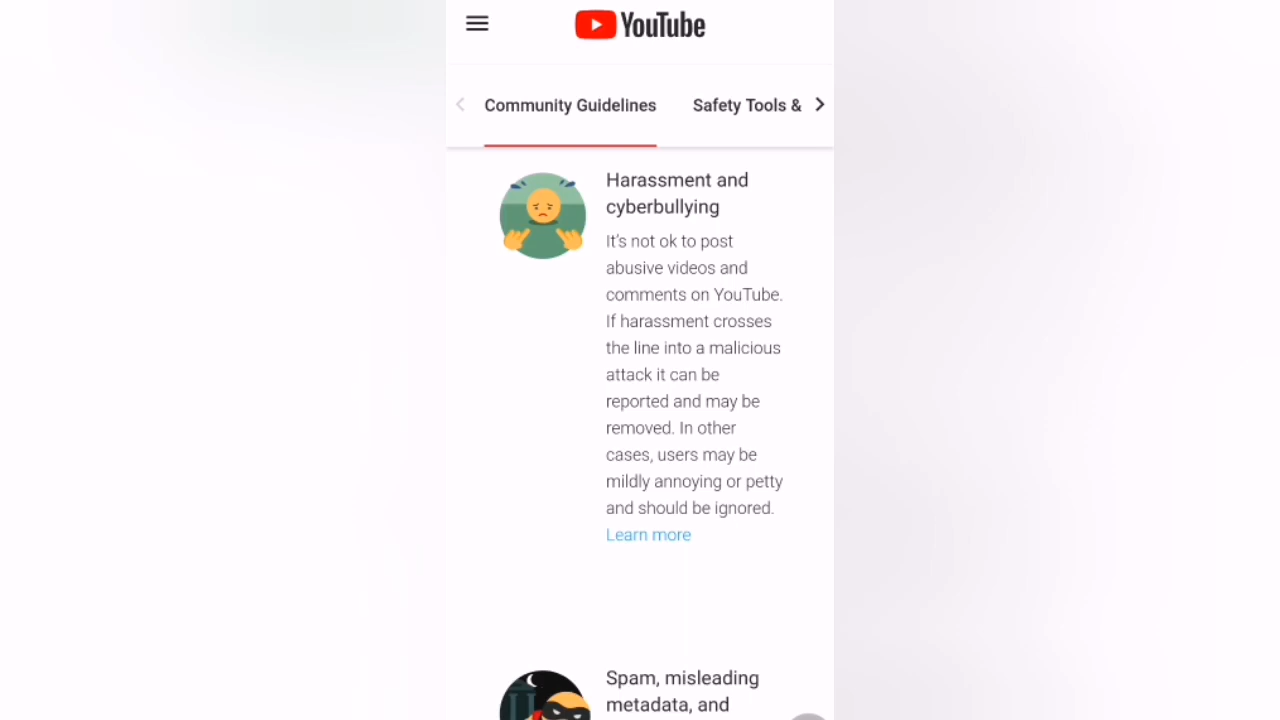 YouTube
Community Guidelines
Safety Tools &
Harassment and
cyberbullying
It's not ok to post
abusive videos and
comments on YouTube.
If harassment crosses
the line into a malicious
attack it can be
reported and may be
removed. In other
cases, users may be
mildly annoying or petty
and should be ignored.
Learn more
Spam, misleading
metadata, and